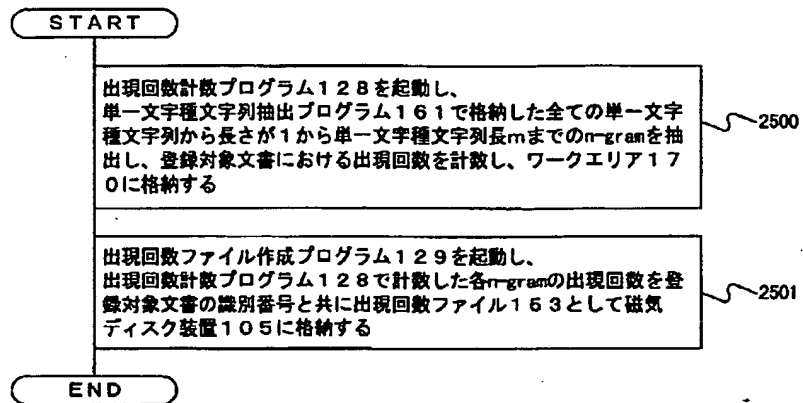 START
出現回数計数プログラム１２８を起動し、
単一文字種文字列抽出プログラム１６１で格納した全ての単一文字
種文字列から長さが１から単一文字種文字列長ｍまでのn-gramを抽
出し、登録対象文書における出現回数を計数し、ワークエリア１７
０に格納する
2500
出現回数ファイル作成プログラム１２９を起動し、
出現回数計数プログラム１２８で計数した各n-gramの出現回数を登
録対象文書の識別番号と共に出現回数ファイル１５３として磁気
ディスク装置１０５に格納する
2501
END